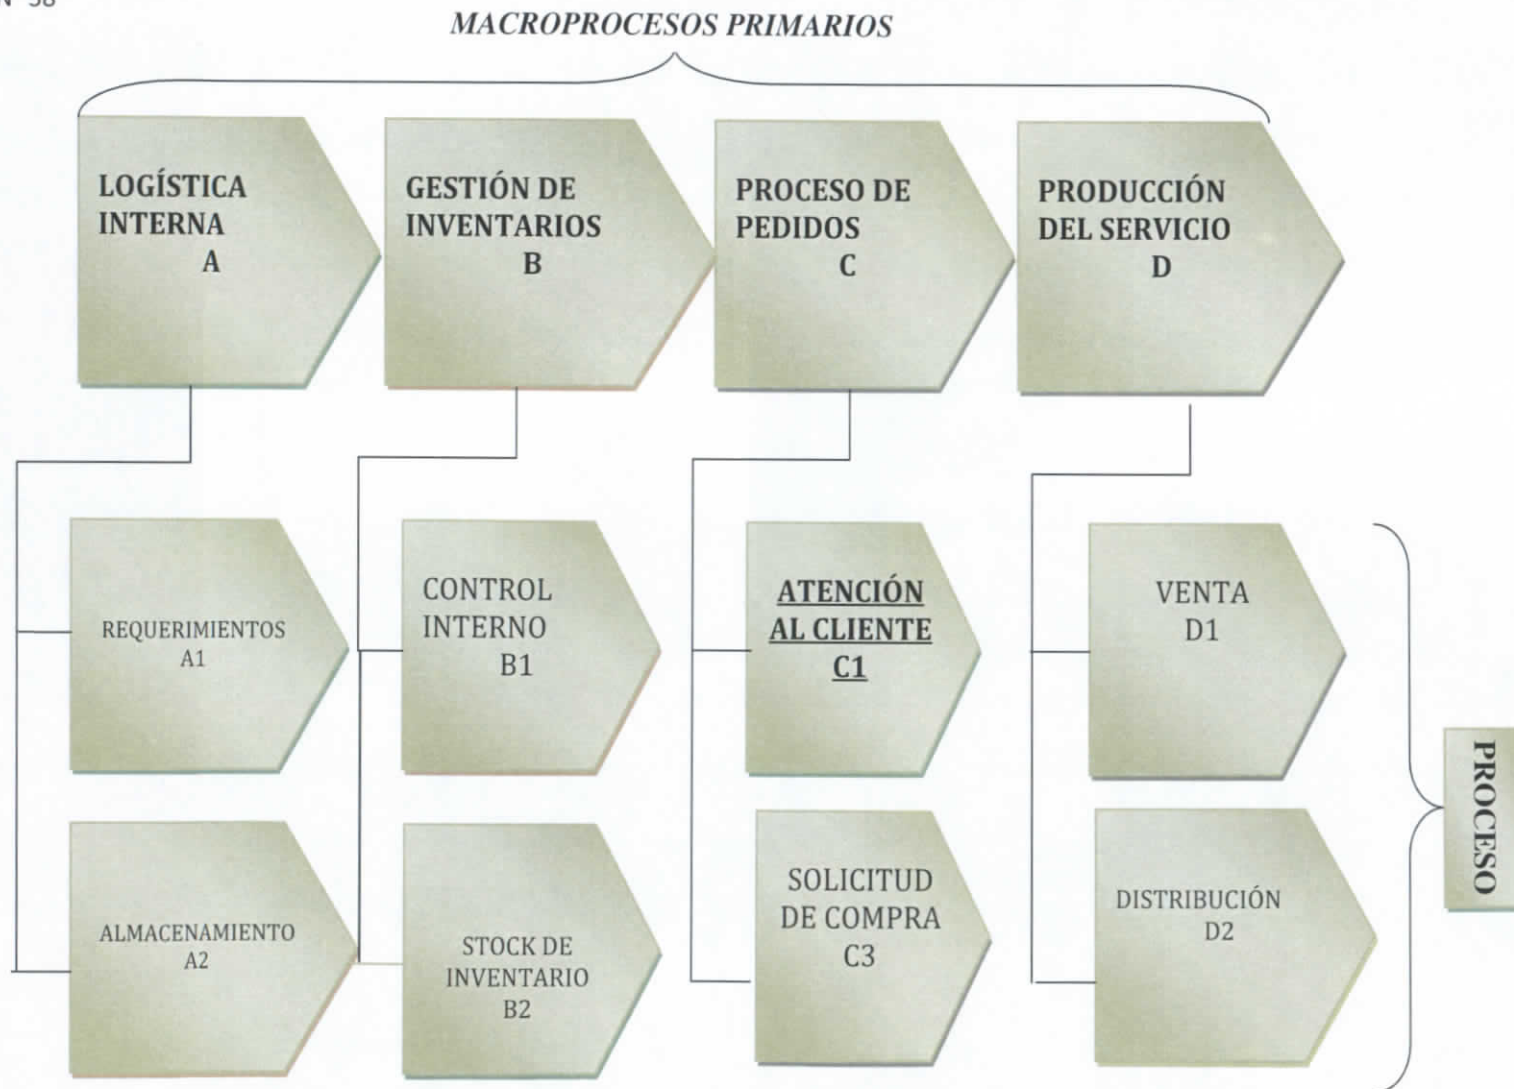 N° 38
MACROPROCESOS PRIMARIOS
LOGÍSTICA
INTERNA
A
GESTIÓN DE
INVENTARIOS
B
PROCESO DE
PEDIDOS
C
PRODUCCIÓN
DEL SERVICIO
D
REQUERIMIENTOS
A1
CONTROL
INTERNO
B1
ATENCIÓN
AL CLIENTE
C1
VENTA
D1
PROCESO
ALMACENAMIENTO
A2
STOCK DE
INVENTARIO
B2
SOLICITUD
DE COMPRA
C3
DISTRIBUCIÓN
D2